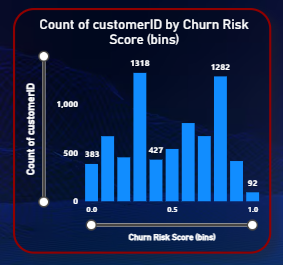 Count of customerID by Churn Risk
Score (bins)
1318
1282
1,000
Count of customerID
500
383
427
92
0
0.0
0.5
1.0
Churn Risk Score (bins)